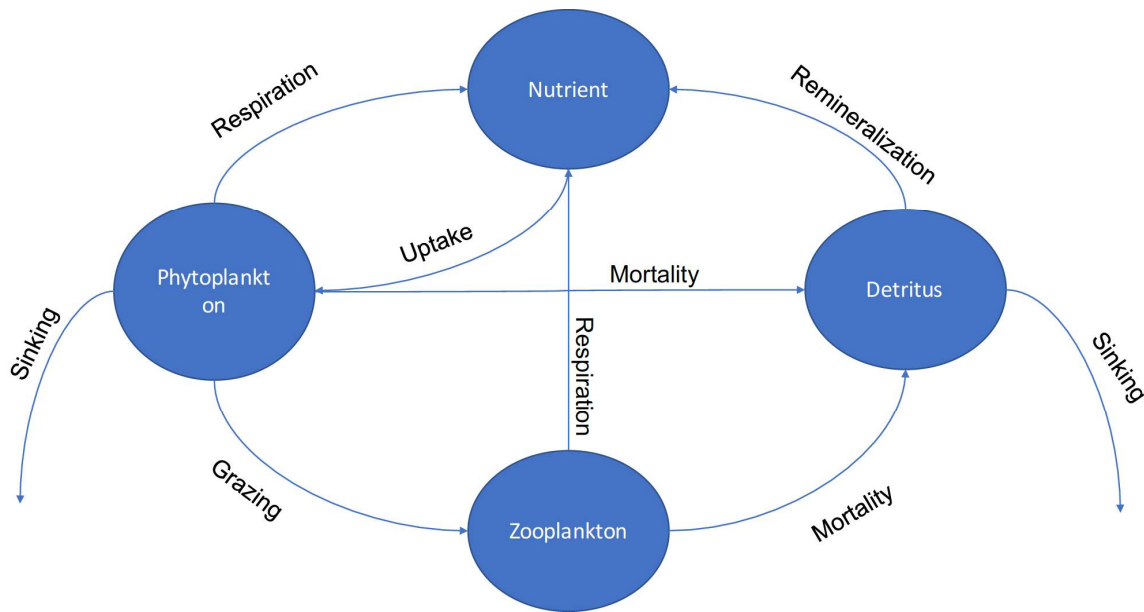 Nutrient
Respiration
Remineralization
Uptake
Phytoplankt
on
Mortality
Detritus
Sinking
Respiration
Sinking
Grazing
Zooplankton
Mortality